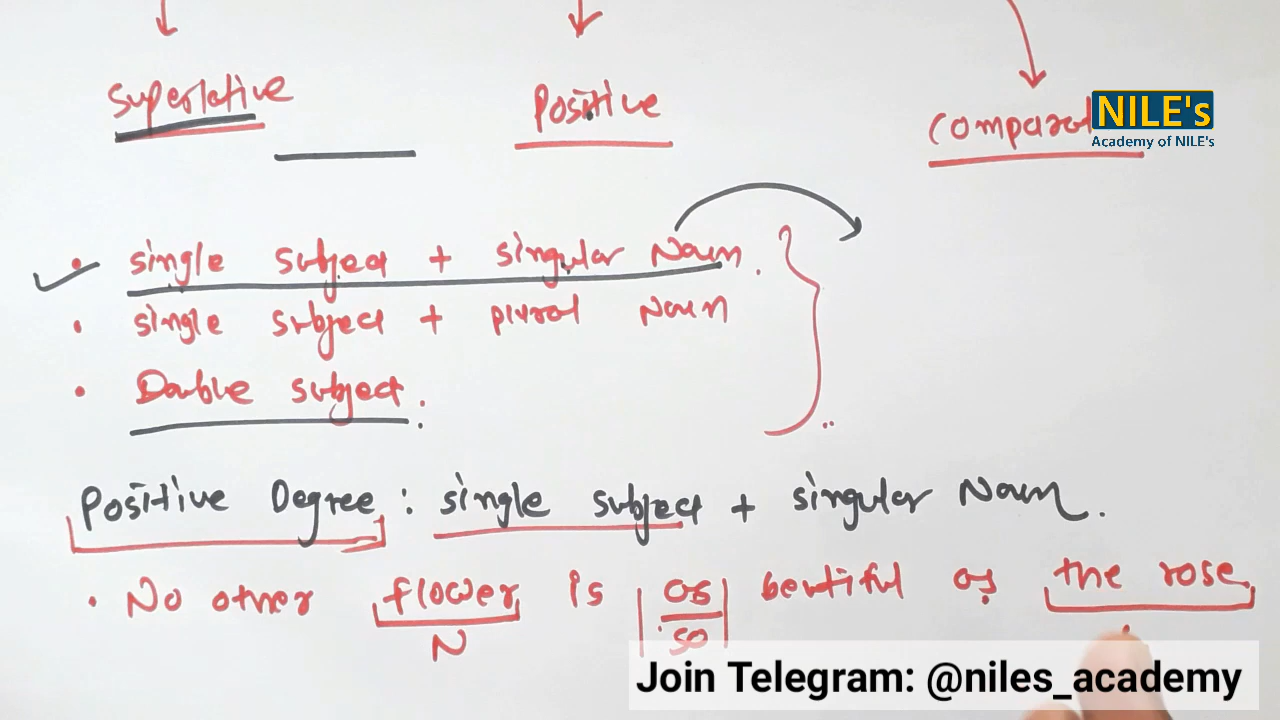 Superlative Positive Comparat
NILE's
Academy of NILE's
• single subject + singular Noun.
• single subject + plural Noun
• Double subject.
Positive Degree : single subject + singular Noun.
• No other flower is as beutiful as the rose
N so
Join Telegram: @niles_academy